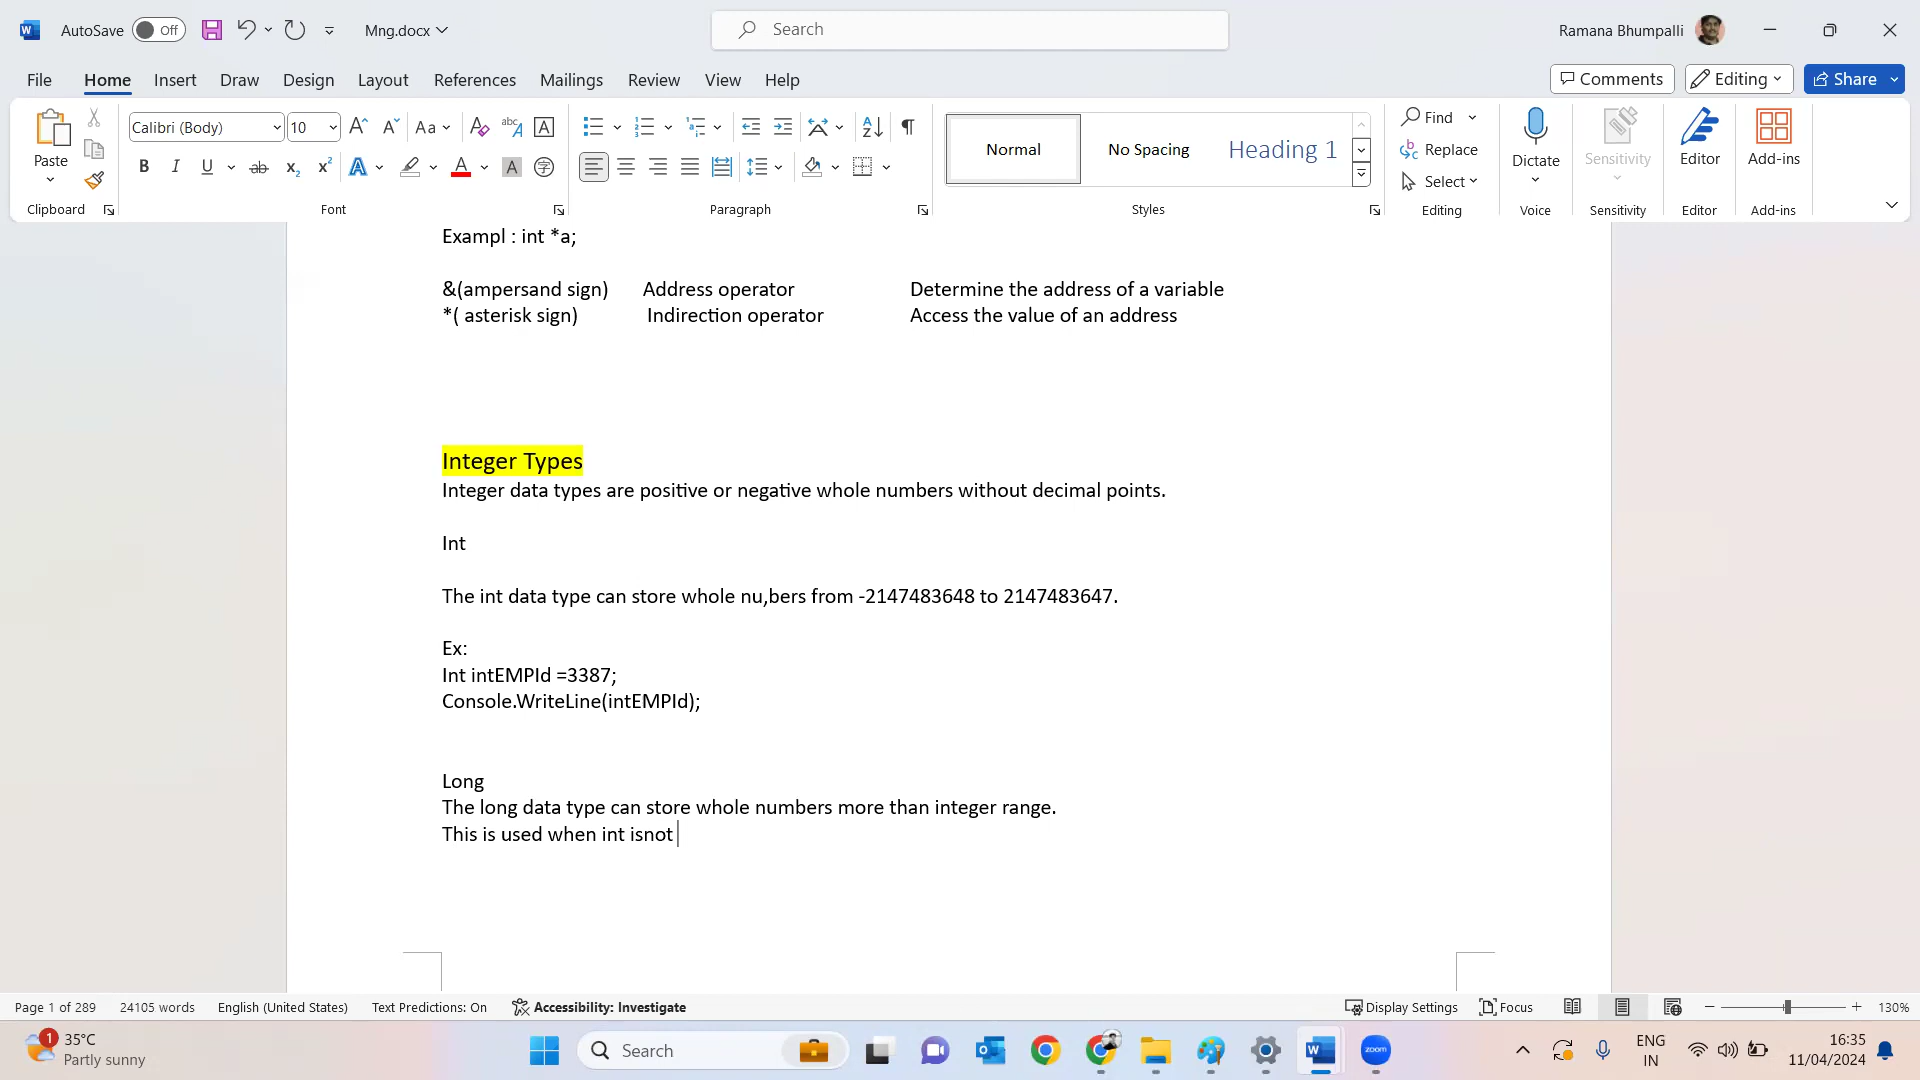 AutoSave Off Mng.docx Search Ramana Bhumpalli
File Home Insert Draw Design Layout References Mailings Review View Help Comments Editing Share
Paste Calibri (Body) 10 Aa Normal No Spacing Heading 1 Find Replace Select Dictate Sensitivity Editor Add-ins
Clipboard Font Paragraph Styles Editing Voice Sensitivity Editor Add-ins
Exampl : int *a;
&(ampersand sign) Address operator Determine the address of a variable
*( asterisk sign) Indirection operator Access the value of an address
Integer Types
Integer data types are positive or negative whole numbers without decimal points.
Int
The int data type can store whole nu,bers from -2147483648 to 2147483647.
Ex:
Int intEMPId =3387;
Console.WriteLine(intEMPId);
Long
The long data type can store whole numbers more than integer range.
This is used when int isnot
Page 1 of 289 24105 words English (United States) Text Predictions: On Accessibility: Investigate Display Settings Focus 130%
1 35°C
Partly sunny
Search
zoom
ENG
IN
16:35
11/04/2024